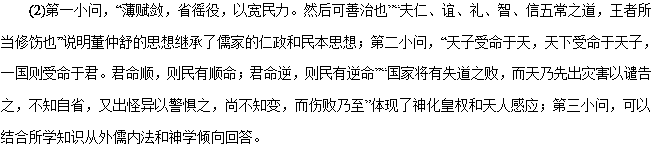 (2)第一小问，“薄赋敛，省徭役，以宽民力。然后可善治也”“夫仁、谊、礼、智、信五常之道，王者所
当修饬也”说明董仲舒的思想继承了儒家的仁政和民本思想；第二小问，“天子受命于天，天下受命于天子，
一国则受命于君。君命顺，则民有顺命；君命逆，则民有逆命”“国家将有失道之败，而天乃先出灾害以谴告
之，不知自省，又出怪异以警惧之，尚不知变，而伤败乃至”体现了神化皇权和天人感应；第三小问，可以
结合所学知识从外儒内法和神学倾向回答。